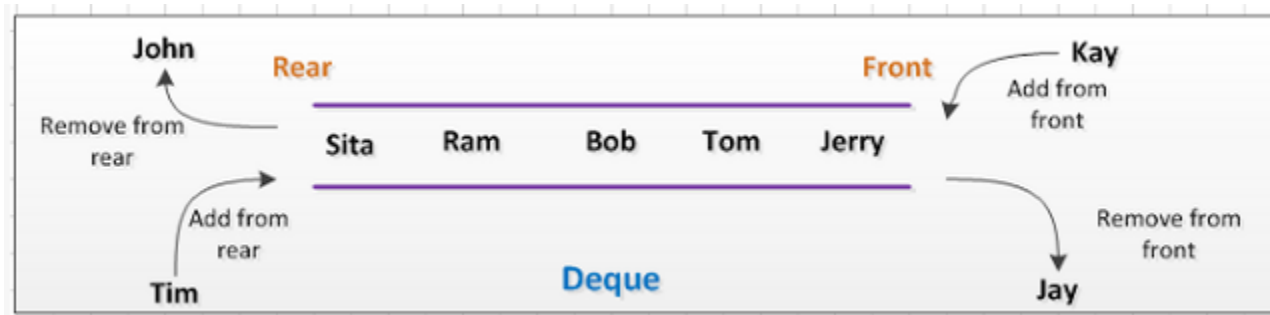 John
Rear
Front
Kay
Add from
front
Remove from
rear
Sita Ram Bob Tom Jerry
Add from
rear
Remove from
front
Deque
Tim
Jay